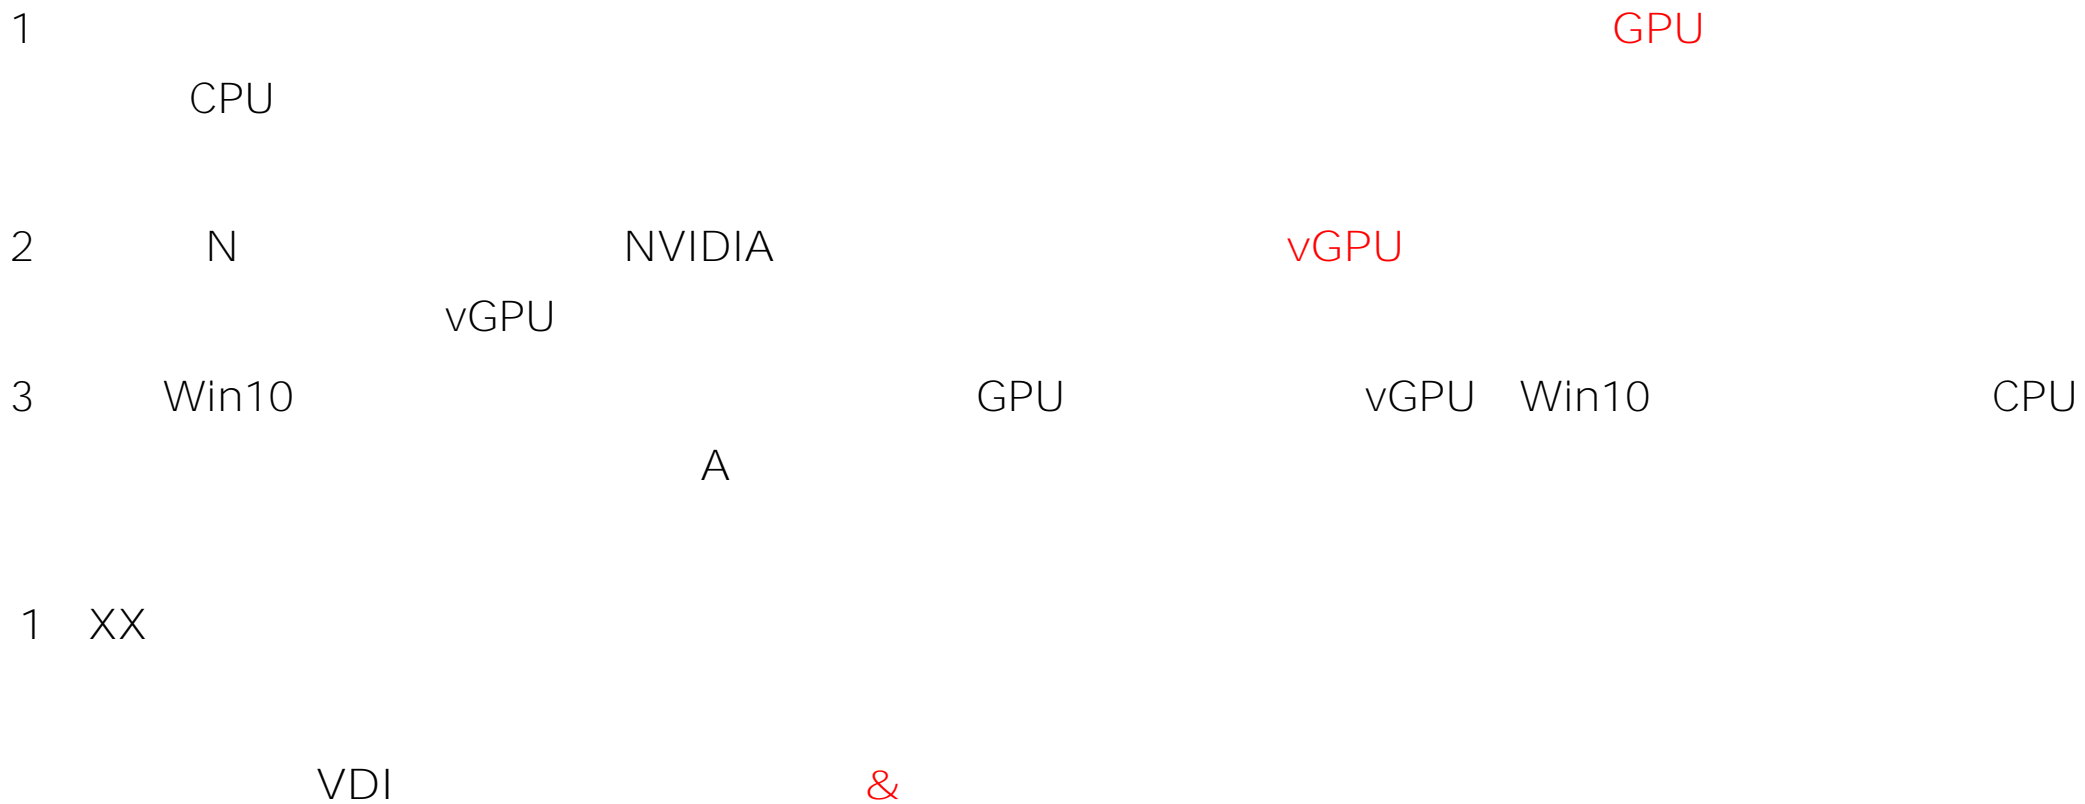 1 GPU
CPU
2 N NVIDIA vGPU
vGPU
3 Win10 GPU vGPU Win10 CPU
A
1 XX
VDI &